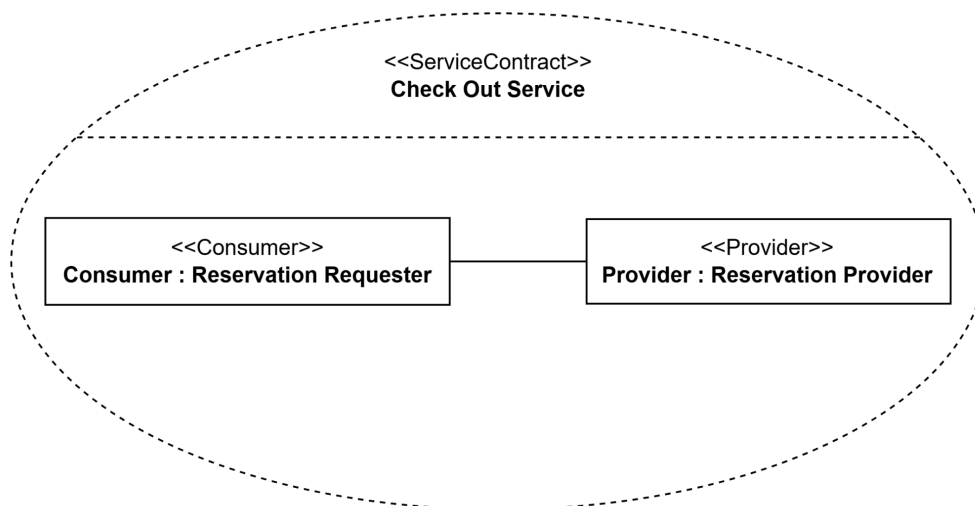 <<ServiceContract>>
Check Out Service
<<Consumer>>
Consumer : Reservation Requester
<<Provider>>
Provider : Reservation Provider